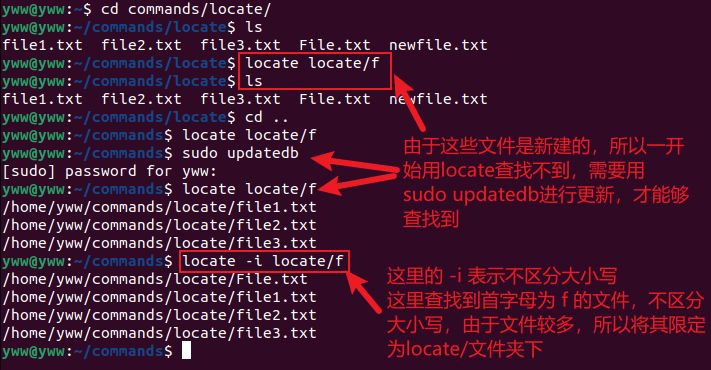 yww@yww:~$ cd commands/locate/
yww@yww:~/commands/locate$ ls
file1.txt  file2.txt  file3.txt  File.txt  newfile.txt
yww@yww:~/commands/locate$ locate locate/f
yww@yww:~/commands/locate$ ls
file1.txt  file2.txt  file3.txt  File.txt  newfile.txt
yww@yww:~/commands/locate$ cd ..
yww@yww:~/commands$ locate locate/f
yww@yww:~/commands$ sudo updatedb
[sudo] password for yww:
yww@yww:~/commands$ locate locate/f
/home/yww/commands/locate/file1.txt
/home/yww/commands/locate/file2.txt
/home/yww/commands/locate/file3.txt
yww@yww:~/commands$ locate -i locate/f
/home/yww/commands/locate/File.txt
/home/yww/commands/locate/file1.txt
/home/yww/commands/locate/file2.txt
/home/yww/commands/locate/file3.txt
yww@yww:~/commands$
由于这些文件是新建的，所以一开
始用locate查找不到，需要用
sudo updatedb进行更新，才能够
查找到
这里的 -i 表示不区分大小写
这里查找到首字母为 f 的文件，不区分
大小写，由于文件较多，所以将其限定
为locate/文件夹下